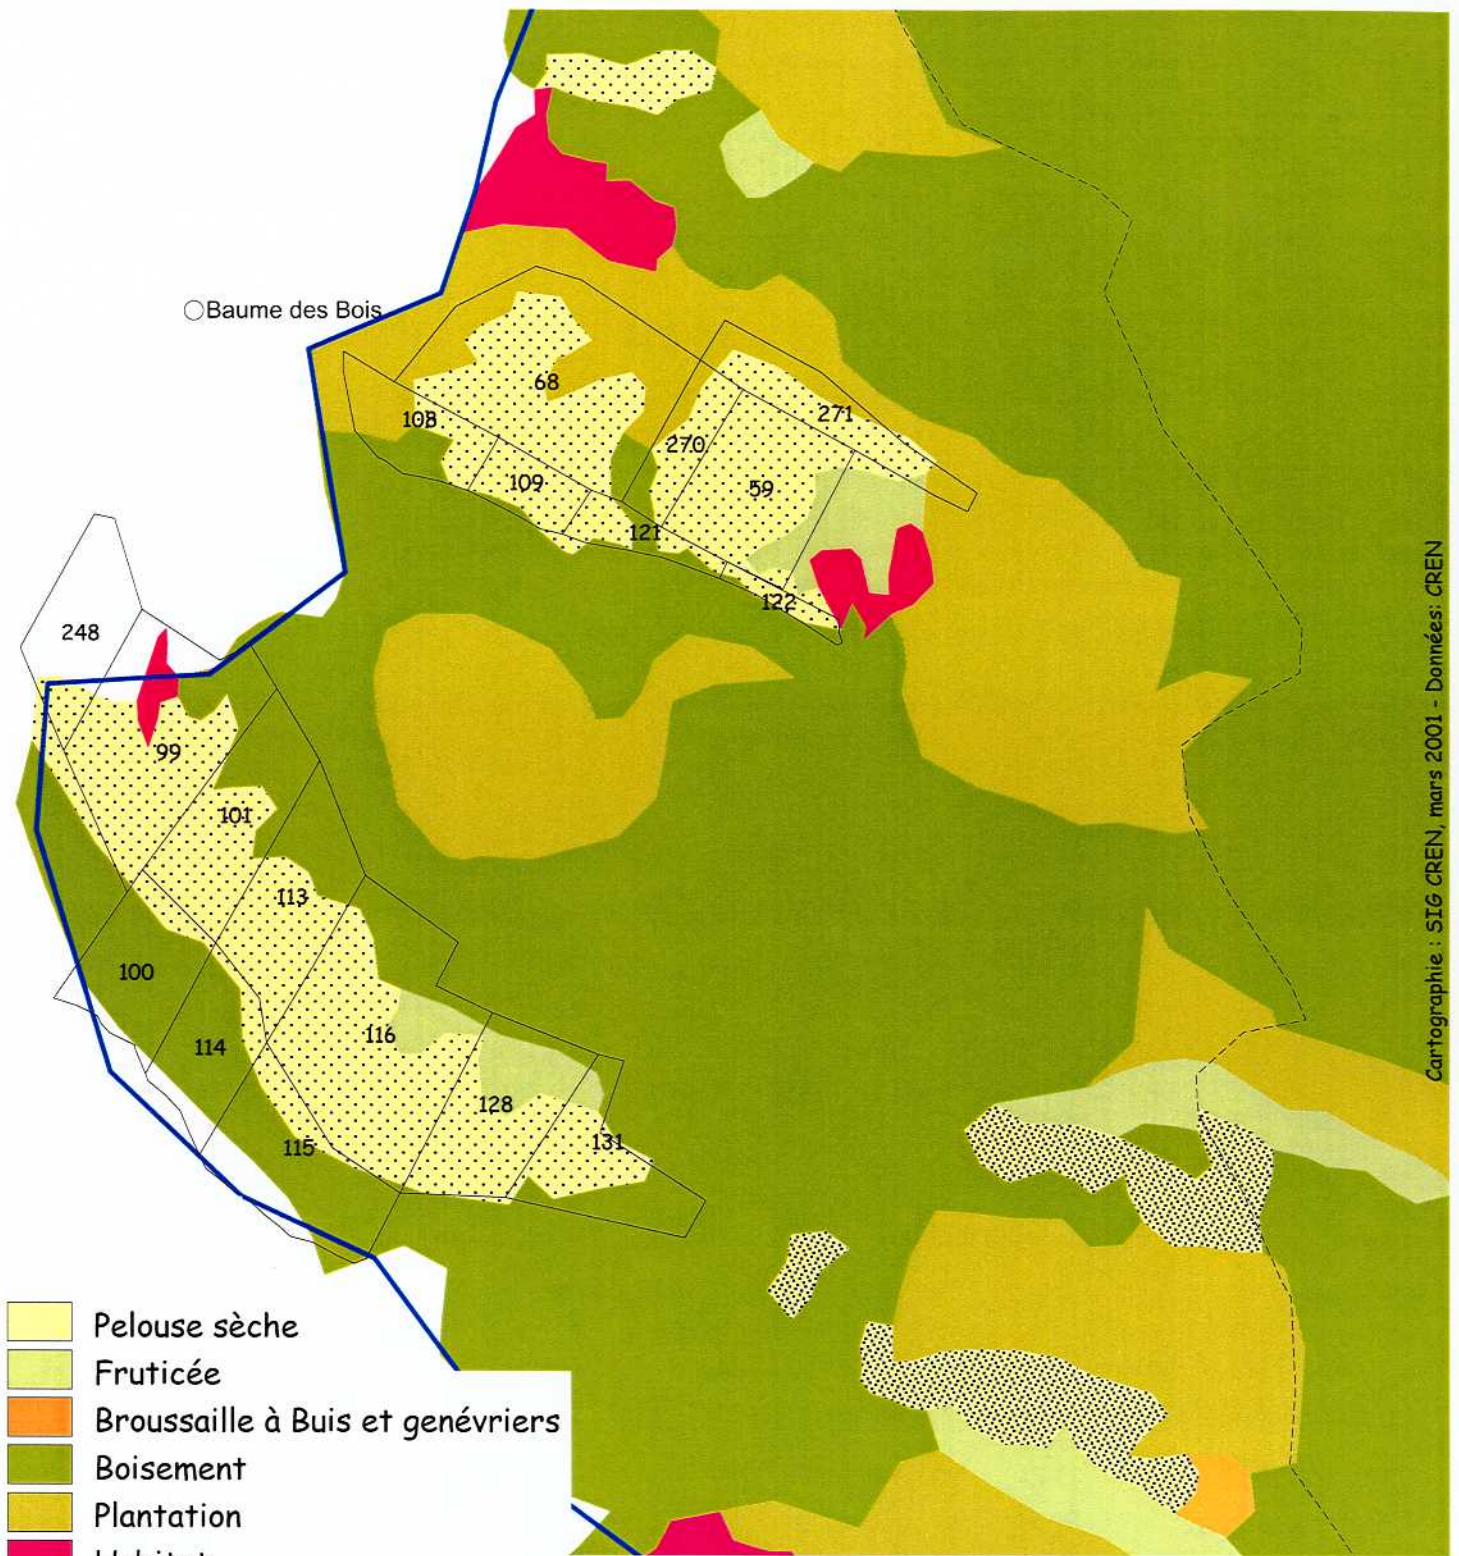 Baume des Bois
68
108
271
270
109
59
121
122
248
99
101
113
100
116
114
128
115
131
Cartographie : SIG CREN, mars 2001 - Données: CREN
Pelouse sèche
Fruticée
Broussaille à Buis et genévriers
Boisement
Plantation